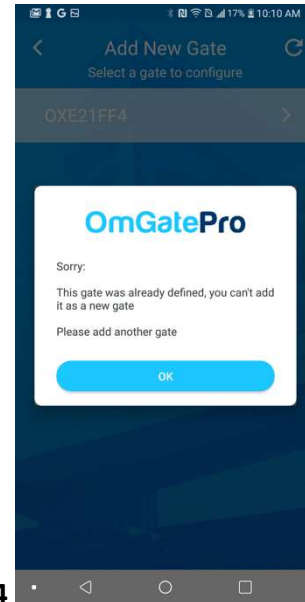 17% 10:10 AM
Add New Gate
Select a gate to configure
OXE21FF4
OmGatePro
Sorry:
This gate was already defined, you can't add
it as a new gate
Please add another gate
OK